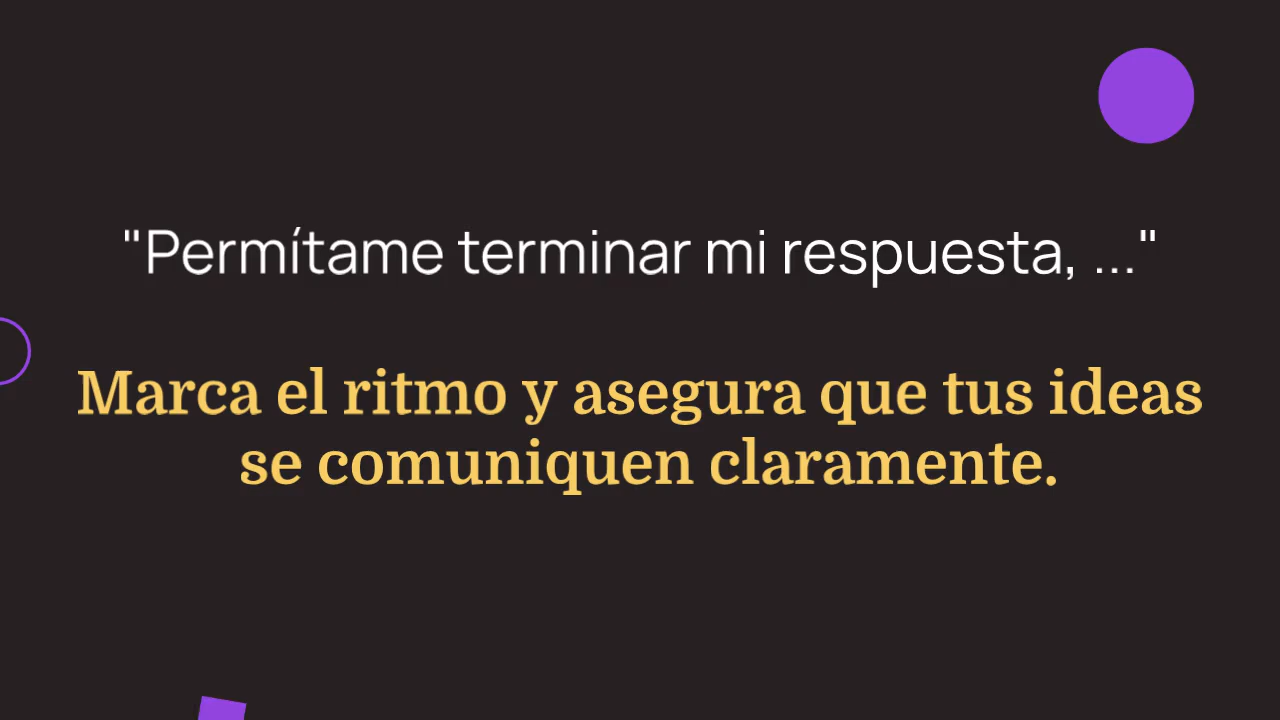 "Permítame terminar mi respuesta, ..."
Marca el ritmo y asegura que tus ideas
se comuniquen claramente.